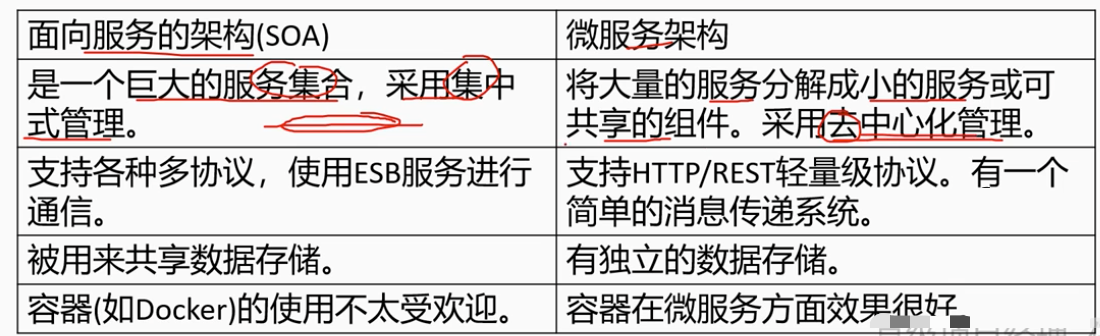 面向服务的架构(SOA)
微服务架构
是一个巨大的服务集合，采用集中
式管理。
将大量的服务分解成小的服务或可
共享的组件。采用去中心化管理。
支持各种多协议，使用ESB服务进行
通信。
支持HTTP/REST轻量级协议。有一个
简单的消息传递系统。
被用来共享数据存储。
有独立的数据存储。
容器(如Docker)的使用不太受欢迎。
容器在微服务方面效果很好